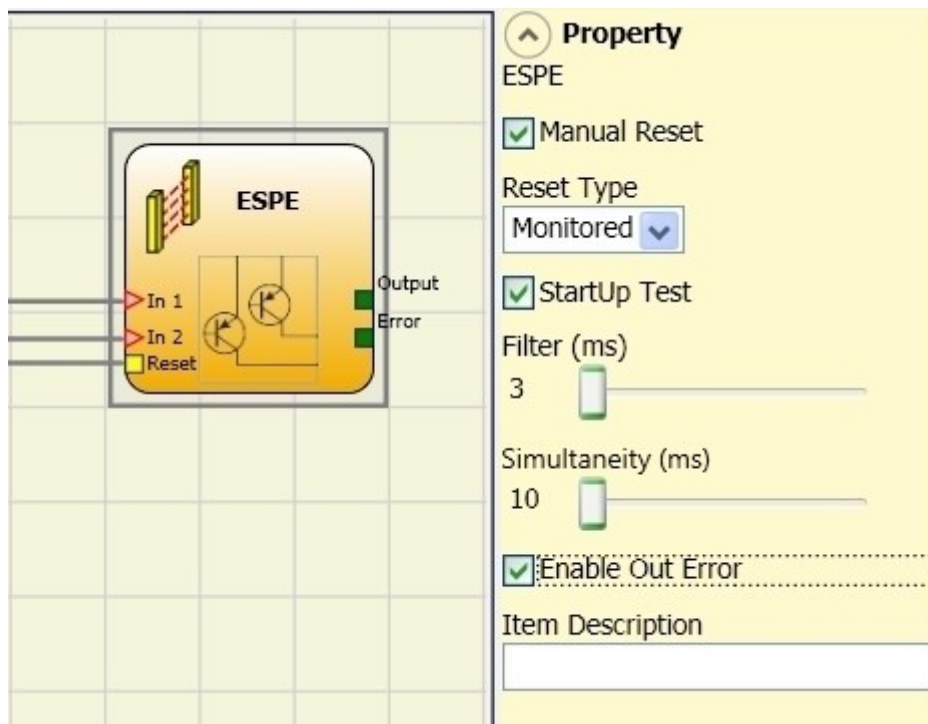 ESPE
In 1
In 2
Reset
Output
Error
Property
ESPE
Manual Reset
Reset Type
Monitored
StartUp Test
Filter (ms)
3
Simultaneity (ms)
10
Enable Out Error
Item Description